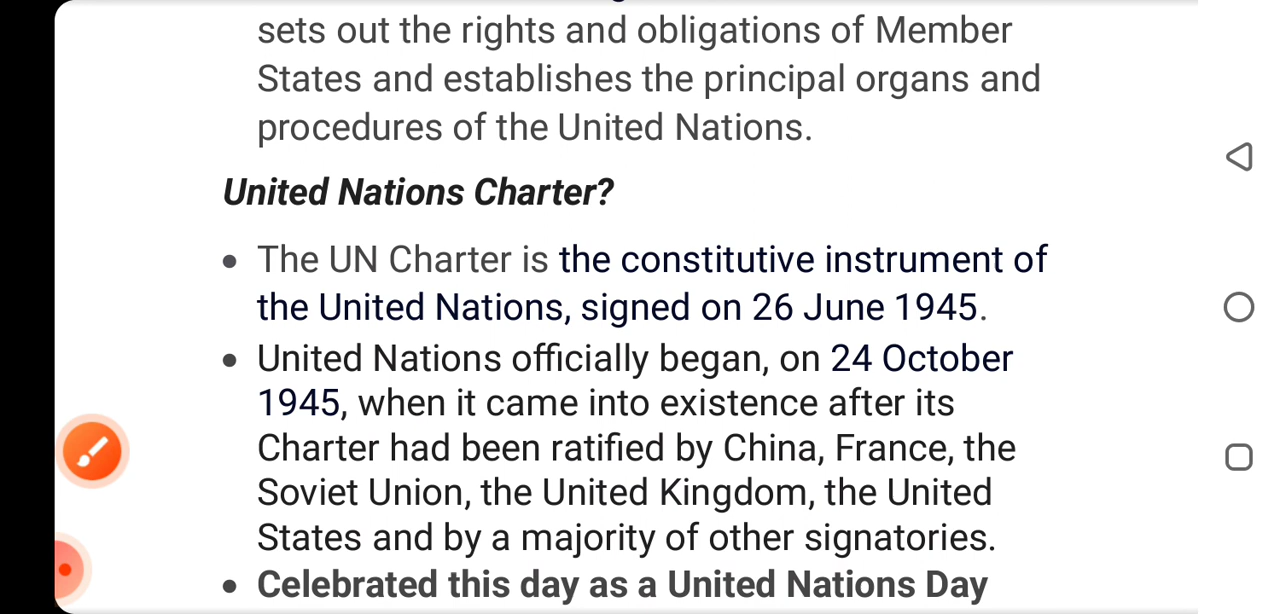 sets out the rights and obligations of Member
States and establishes the principal organs and
procedures of the United Nations.
United Nations Charter?
• The UN Charter is the constitutive instrument of
the United Nations, signed on 26 June 1945.
• United Nations officially began, on 24 October
1945, when it came into existence after its
Charter had been ratified by China, France, the
Soviet Union, the United Kingdom, the United
States and by a majority of other signatories.
• Celebrated this day as a United Nations Day